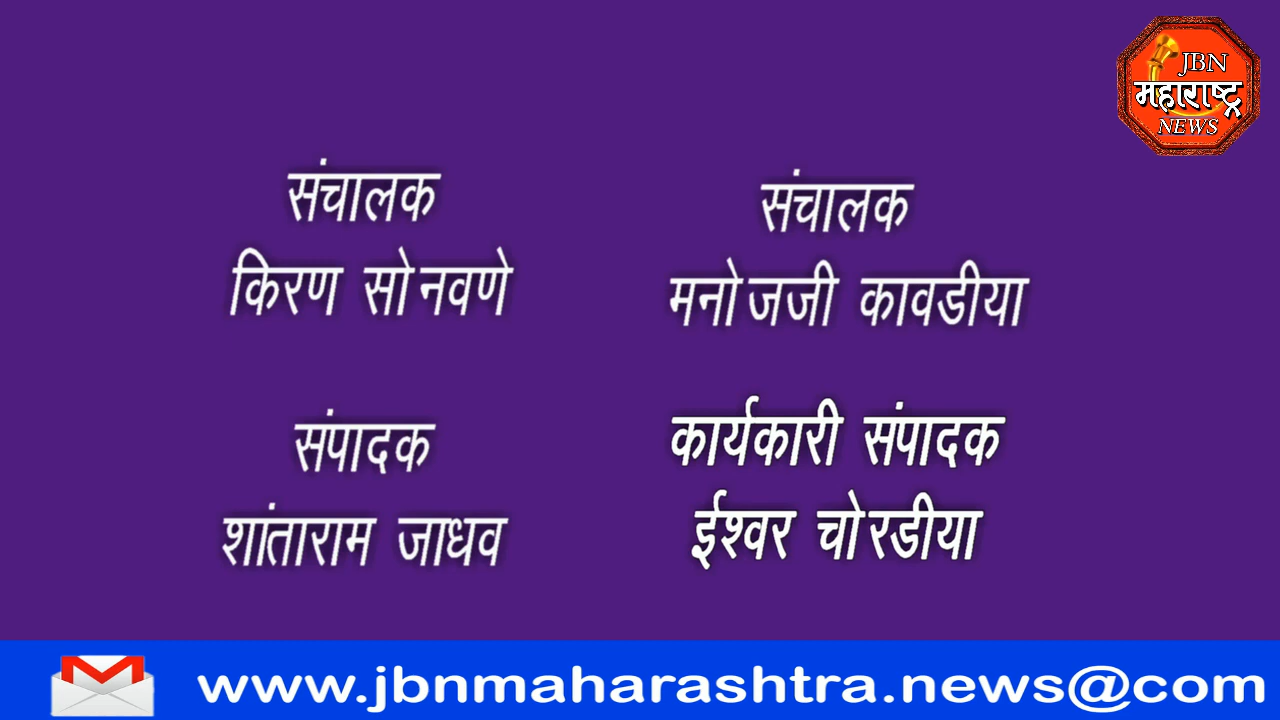 JBN
महाराष्ट्र
NEWS
संचालक
किरण सोनवणे
संचालक
मनोजजी कावडीया
संपादक
शांताराम जाधव
कार्यकारी संपादक
ईश्वर चोरडीया
www.jbnmaharashtra.news@com